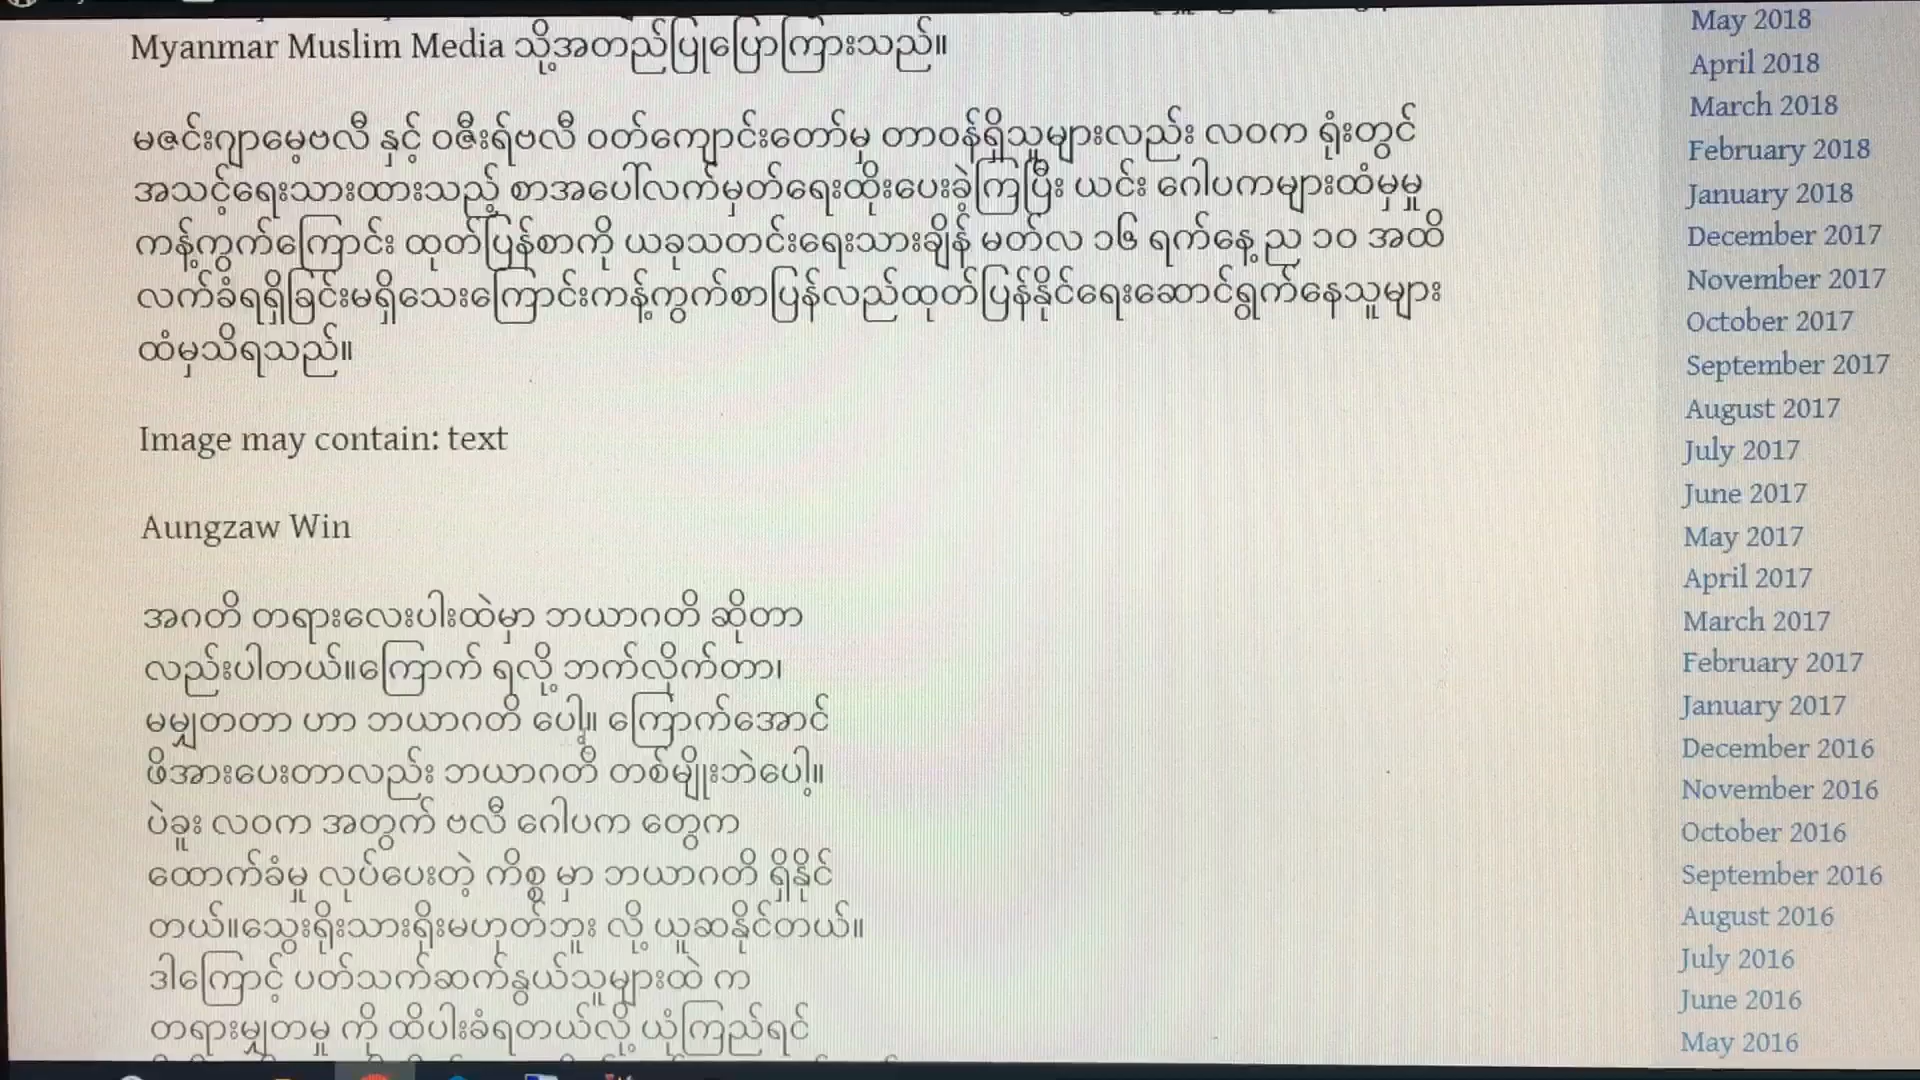 Myanmar Muslim Media သို့အတည်ပြုပြောကြားသည်။
မဇင်းဂျာမေ့ဗလီ နှင့် ဝဇီးရ်ဗလီ ဝတ်ကျောင်းတော်မှ တာဝန်ရှိသူများလည်း လဝက ရုံးတွင်
အသင့်ရေးသားထားသည့် စာအပေါ်လက်မှတ်ရေးထိုးပေးခဲ့ကြပြီး ယင်း ဂေါပကများထံမှမှု
ကန့်ကွက်ကြောင်း ထုတ်ပြန်စာကို ယခုသတင်းရေးသားချိန် မတ်လ ၁၆ ရက်နေ့ ည ၁၀ အထိ
လက်ခံရရှိခြင်းမရှိသေးကြောင်းကန့်ကွက်စာပြန်လည်ထုတ်ပြန်နိုင်ရေးဆောင်ရွက်နေသူများ
ထံမှသိရသည်။
Image may contain: text
Aungzaw Win
အဂတိ တရားလေးပါးထဲမှာ ဘယာဂတိ ဆိုတာ
လည်းပါတယ်။ကြောက် ရလို့ ဘက်လိုက်တာ၊
မမျှတတာ ဟာ ဘယာဂတိ ပေါ့။ ကြောက်အောင်
ဖိအားပေးတာလည်း ဘယာဂတိ တစ်မျိုးဘဲပေါ့။
ပဲခူး လဝက အတွက် ဗလီ ဂေါပက တွေက
ထောက်ခံမှု လုပ်ပေးတဲ့ ကိစ္စ မှာ ဘယာဂတိ ရှိနိုင်
တယ်။သွေးရိုးသားရိုးမဟုတ်ဘူး လို့ ယူဆနိုင်တယ်။
ဒါကြောင့် ပတ်သက်ဆက်နွယ်သူများထဲ က
တရားမျှတမှု ကို ထိပါးခံရတယ်လို့ ယုံကြည်ရင်
May 2018
April 2018
March 2018
February 2018
January 2018
December 2017
November 2017
October 2017
September 2017
August 2017
July 2017
June 2017
May 2017
April 2017
March 2017
February 2017
January 2017
December 2016
November 2016
October 2016
September 2016
August 2016
July 2016
June 2016
May 2016